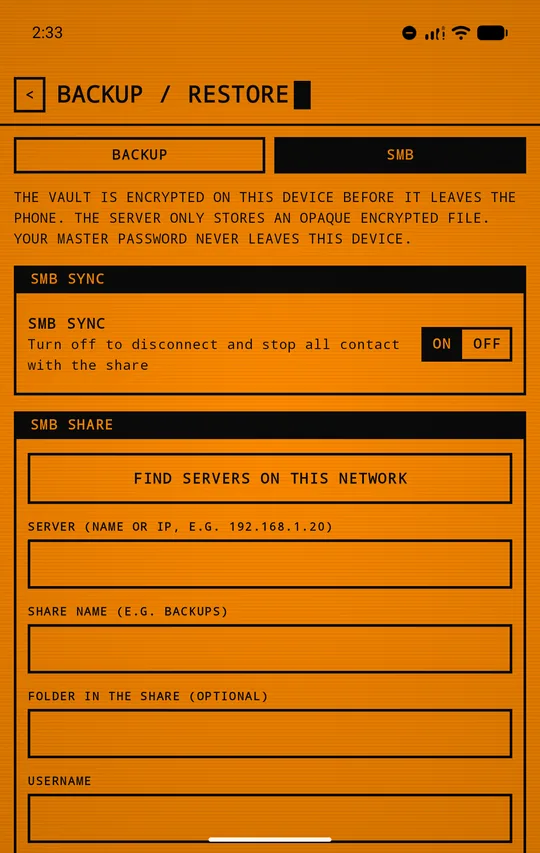 2:33
< BACKUP / RESTORE
BACKUP SMB
THE VAULT IS ENCRYPTED ON THIS DEVICE BEFORE IT LEAVES THE
PHONE. THE SERVER ONLY STORES AN OPAQUE ENCRYPTED FILE.
YOUR MASTER PASSWORD NEVER LEAVES THIS DEVICE.
SMB SYNC
SMB SYNC
Turn off to disconnect and stop all contact
with the share
ON OFF
SMB SHARE
FIND SERVERS ON THIS NETWORK
SERVER (NAME OR IP, E.G. 192.168.1.20)
SHARE NAME (E.G. BACKUPS)
FOLDER IN THE SHARE (OPTIONAL)
USERNAME